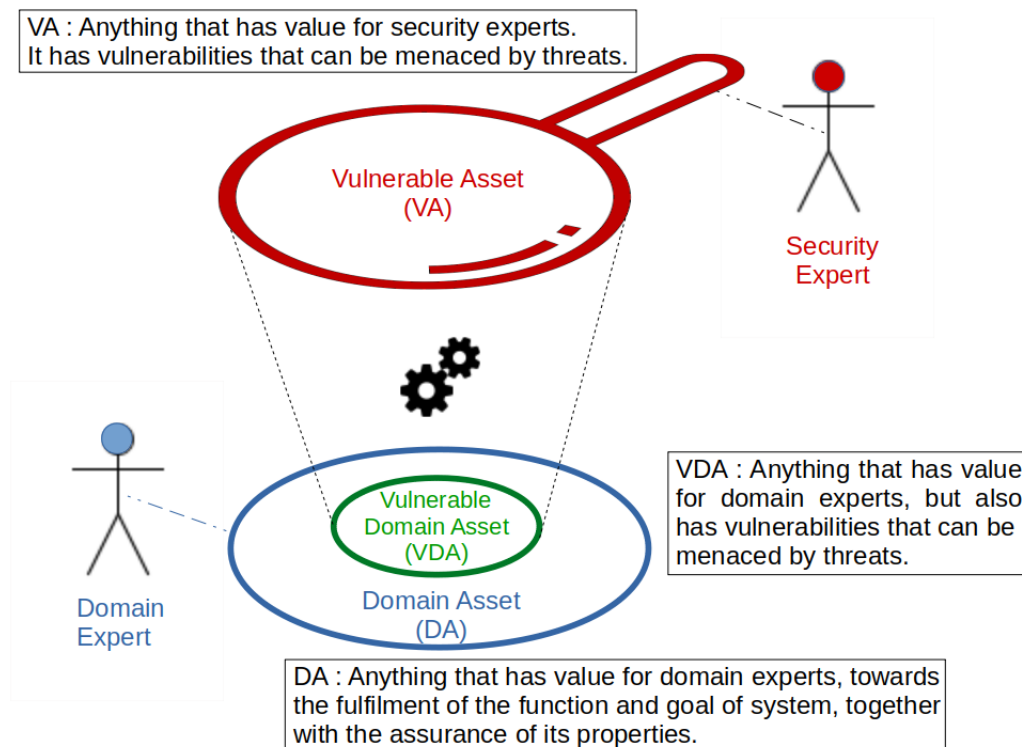 VA : Anything that has value for security experts.
It has vulnerabilities that can be menaced by threats.
Vulnerable Asset
(VA)
Security
Expert
Vulnerable
Domain Asset
(VDA)
VDA : Anything that has value
for domain experts, but also
has vulnerabilities that can be
menaced by threats.
Domain Asset
(DA)
Domain
Expert
DA : Anything that has value for domain experts, towards
the fulfilment of the function and goal of system, together
with the assurance of its properties.